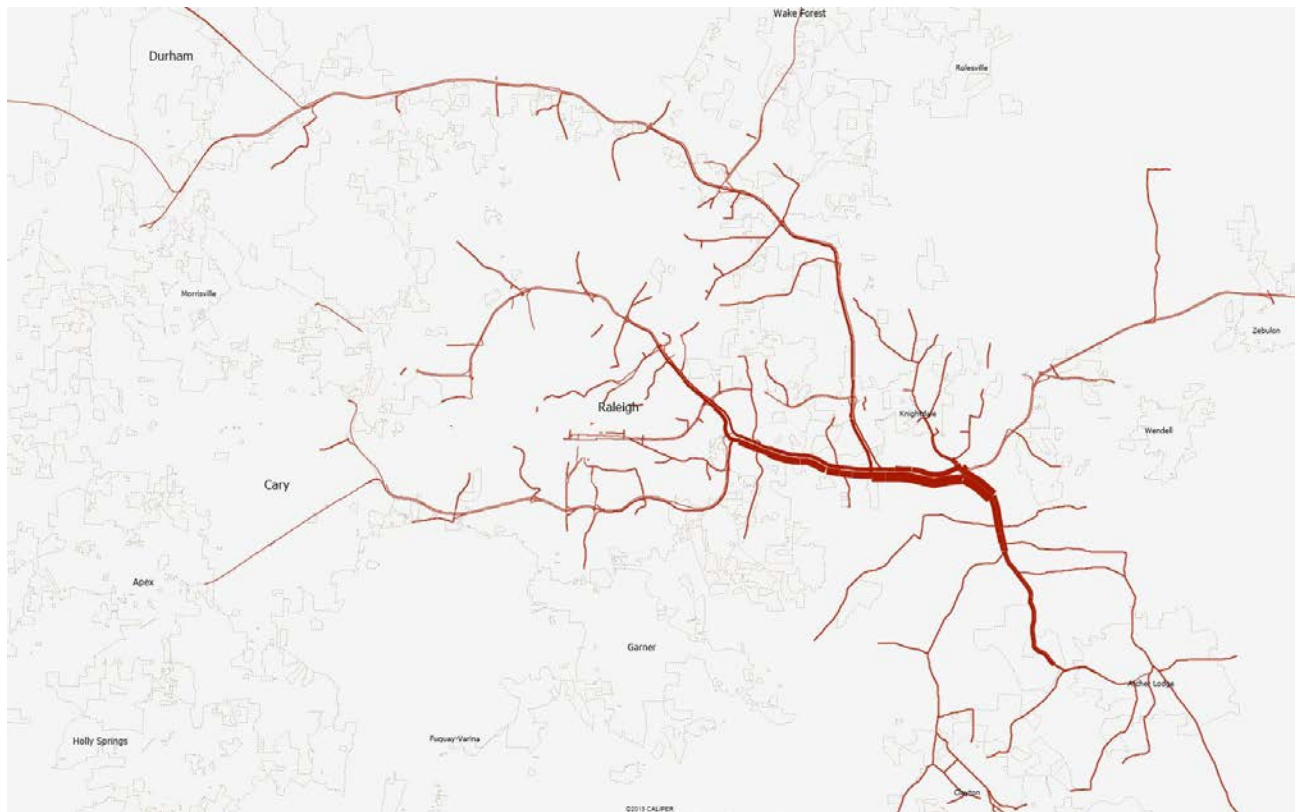 Wake Forest
Durham
Rolesville
Morrisville
Zebulon
Raleigh
Knightdale
Wendell
Cary
Apex
Garner
Archer Lodge
Holly Springs
Fuquay-Varina
Clayton
©2015 CALIPER